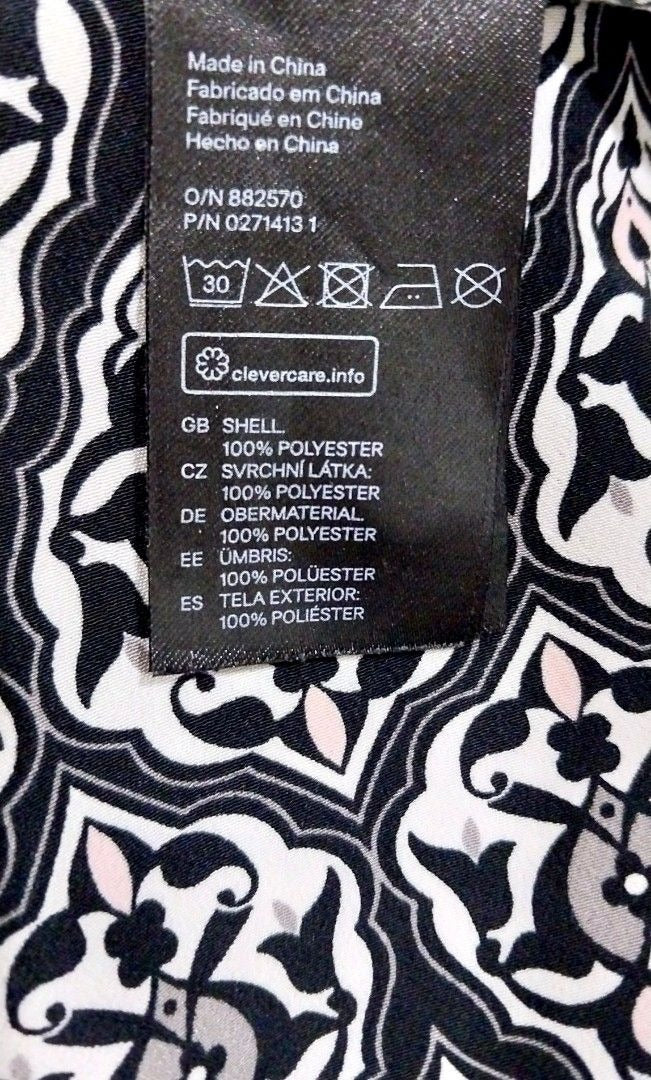 Made in China
Fabricado em China
Fabriqué en Chine
Hecho en China
O/N 882570
P/N 0271413 1
30
clevercare.info
GB SHELL:
100% POLYESTER
CZ SVRCHNÍ LÁTKA:
100% POLYESTER
DE OBERMATERIAL:
100% POLYESTER
EE ÜMBRIS:
100% POLÜESTER
ES TELA EXTERIOR:
100% POLIÉSTER